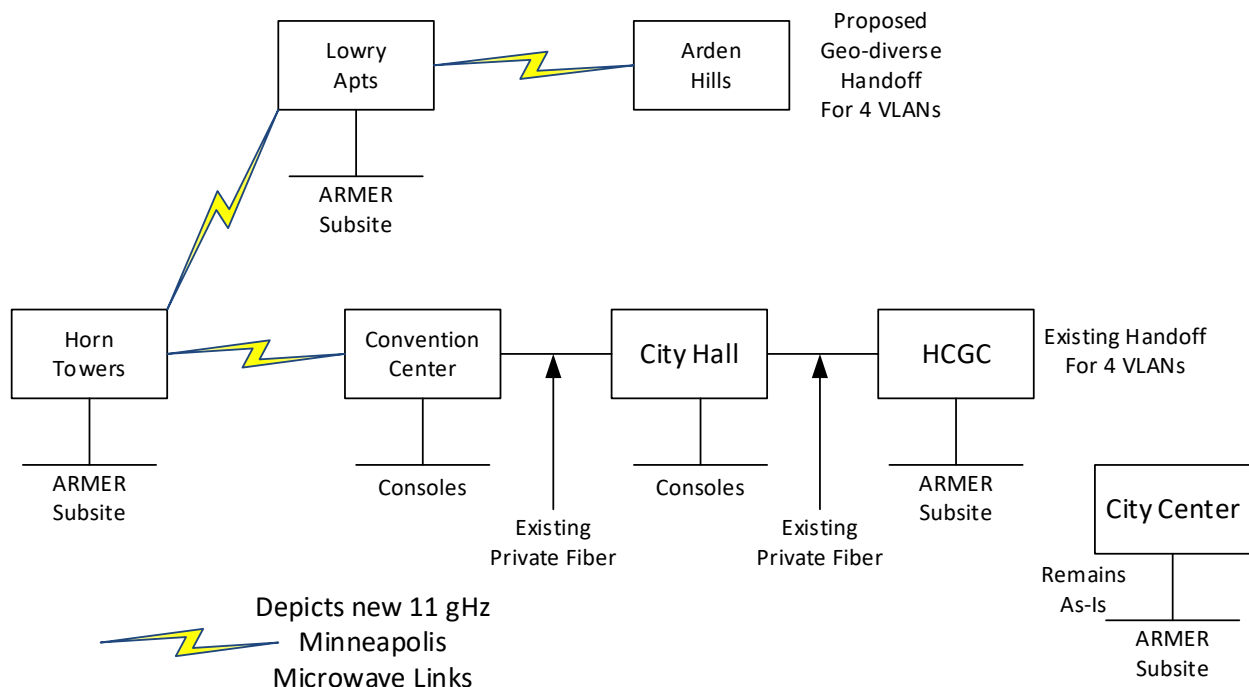 Lowry
Apts
Arden
Hills
Proposed
Geo-diverse
Handoff
For 4 VLANs
ARMER
Subsite
Horn
Towers
Convention
Center
City Hall
HCGC
Existing Handoff
For 4 VLANs
ARMER
Subsite
Consoles
Consoles
ARMER
Subsite
Existing
Private Fiber
Existing
Private Fiber
City Center
Remains
As-Is
ARMER
Subsite
Depicts new 11 gHz
Minneapolis
Microwave Links